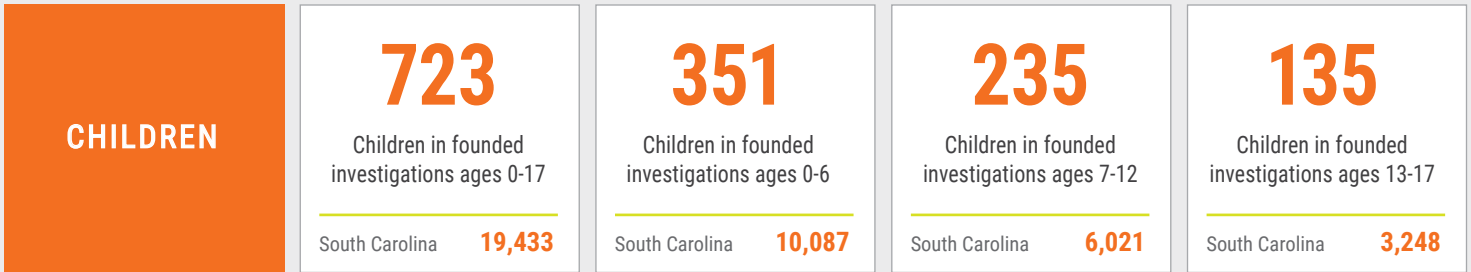 CHILDREN
723
Children in founded
investigations ages 0-17
South Carolina 19,433
351
Children in founded
investigations ages 0-6
South Carolina 10,087
235
Children in founded
investigations ages 7-12
South Carolina 6,021
135
Children in founded
investigations ages 13-17
South Carolina 3,248